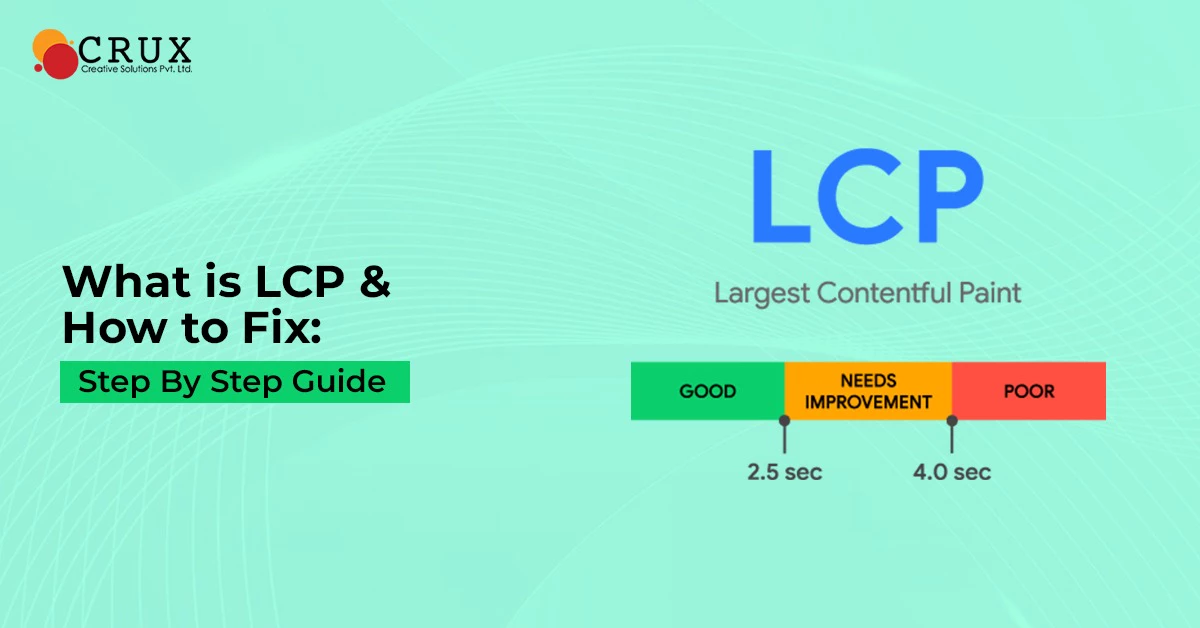 CRUX
Creative Solutions Pvt. Ltd.
What is LCP &
How to Fix:
Step By Step Guide
LCP
Largest Contentful Paint
GOOD
NEEDS
IMPROVEMENT
POOR
2.5 sec
4.0 sec